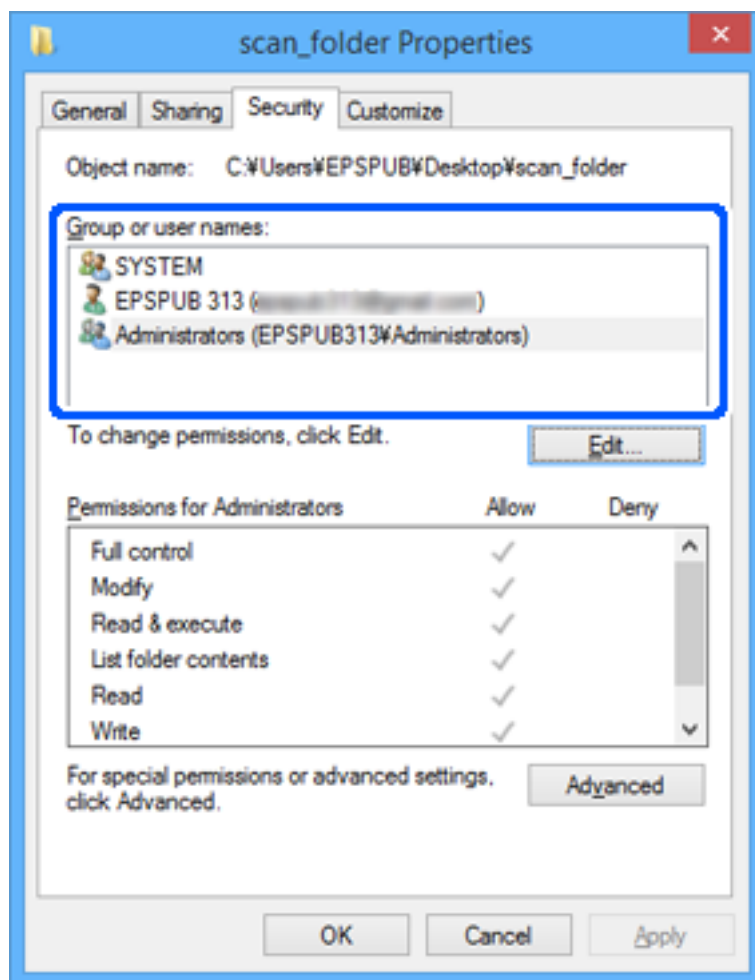 scan_folder Properties
General Sharing Security Customize
Object name: C:¥Users¥EPSPUB¥Desktop¥scan_folder
Group or user names:
SYSTEM
EPSPUB 313 ( )
Administrators (EPSPUB313¥Administrators)
To change permissions, click Edit.
Edit...
Permissions for Administrators Allow Deny
Full control
Modify
Read & execute
List folder contents
Read
Write
For special permissions or advanced settings,
click Advanced.
Advanced
OK Cancel Apply